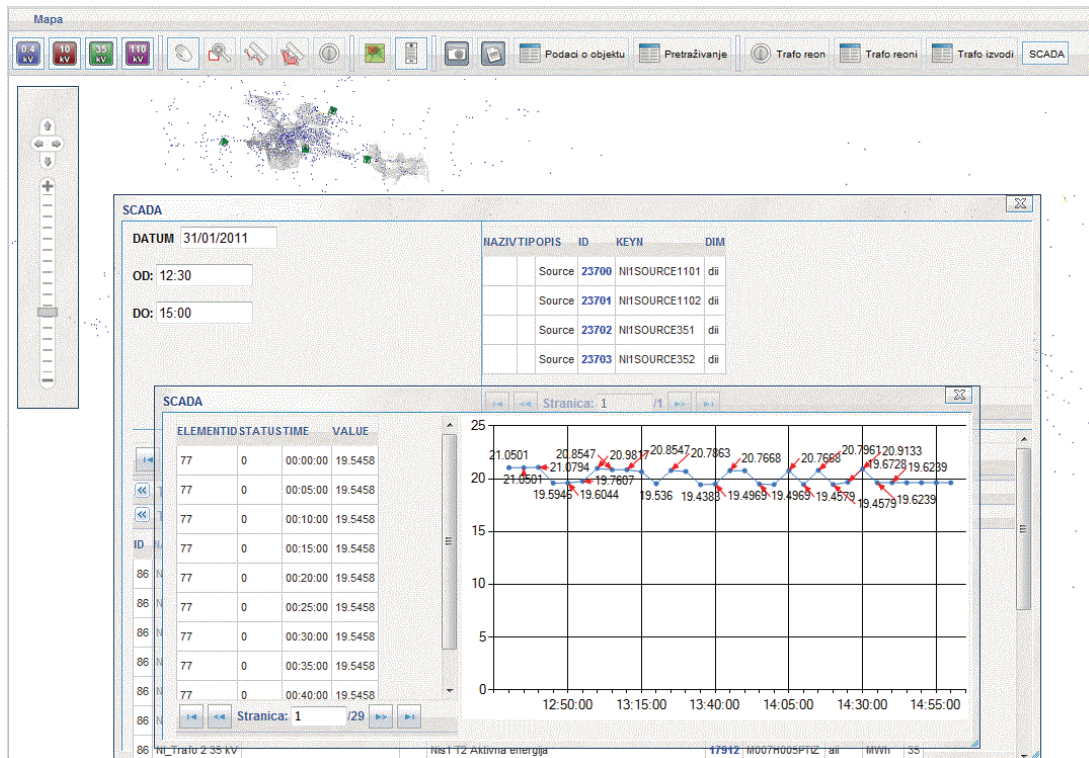 Mapa
0.4 kV 10 kV 35 kV 110 kV Podaci o objektu Pretraživanje Trafo reon Trafo reoni Trafo izvodi SCADA
SCADA
DATUM 31/01/2011
OD: 12:30
DO: 15:00
NAZIV TIP OPIS ID KEYN DIM
Source 23700 NI1SOURCE1101 dii
Source 23701 NI1SOURCE1102 dii
Source 23702 NI1SOURCE351 dii
Source 23703 NI1SOURCE352 dii
Stranica: 1 /1
SCADA
ELEMENTID STATUS TIME VALUE
77 0 00:00:00 19.5458
77 0 00:05:00 19.5458
77 0 00:10:00 19.5458
77 0 00:15:00 19.5458
77 0 00:20:00 19.5458
77 0 00:25:00 19.5458
77 0 00:30:00 19.5458
77 0 00:35:00 19.5458
77 0 00:40:00 19.5458
Stranica: 1 /29
25
20
15
10
5
0
21.0501 20.8547 20.9817 20.8547 20.7863 20.7668 20.7668 20.7961 20.9133
21.0501 21.0794 19.7607 19.6728 19.6239
19.5946 19.6044 19.536 19.4383 19.4969 19.4969 19.4579 19.4579 19.6239
12:50:00 13:15:00 13:40:00 14:05:00 14:30:00 14:55:00
ID
86 N
86 N
86 N
86 N
86 N
86 N
86 NI_Trafo 2 35 kV Nis1 T2 Aktivna energija 17912 M007H005PTIZ aii MWh 35